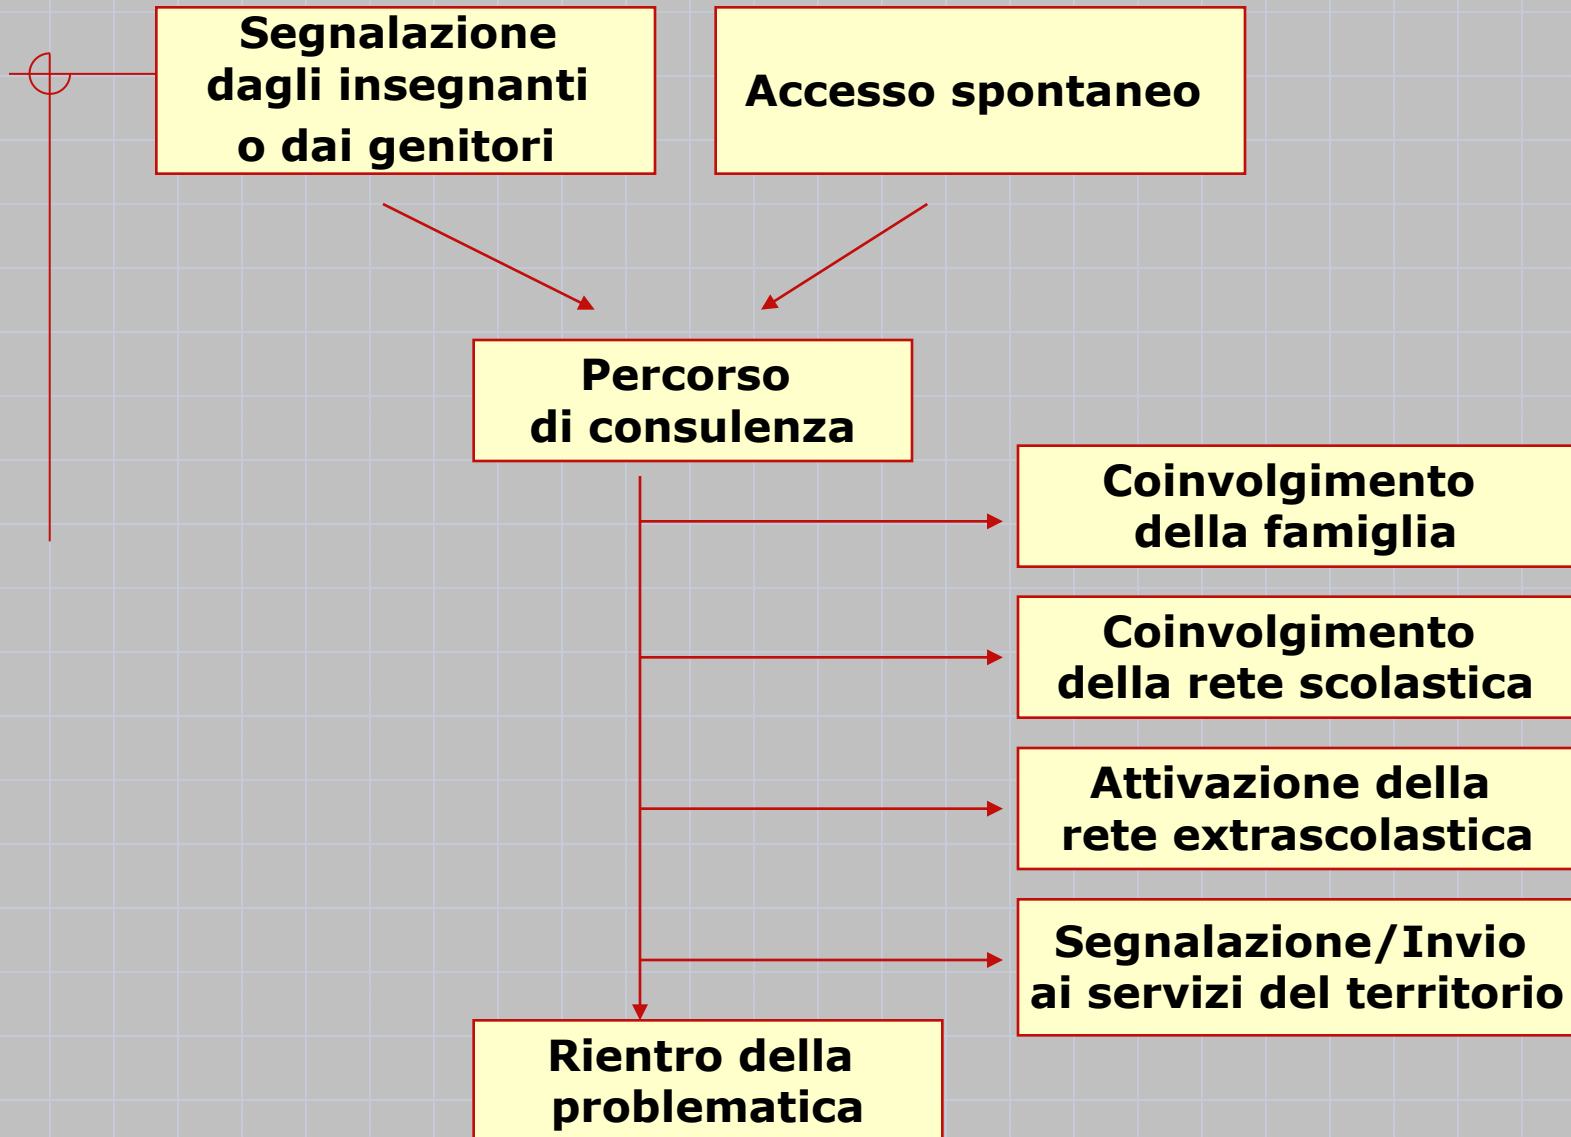 Segnalazione
dagli insegnanti
o dai genitori
Accesso spontaneo
Percorso
di consulenza
Coinvolgimento
della famiglia
Coinvolgimento
della rete scolastica
Attivazione della
rete extrascolastica
Segnalazione/Invio
ai servizi del territorio
Rientro della
problematica